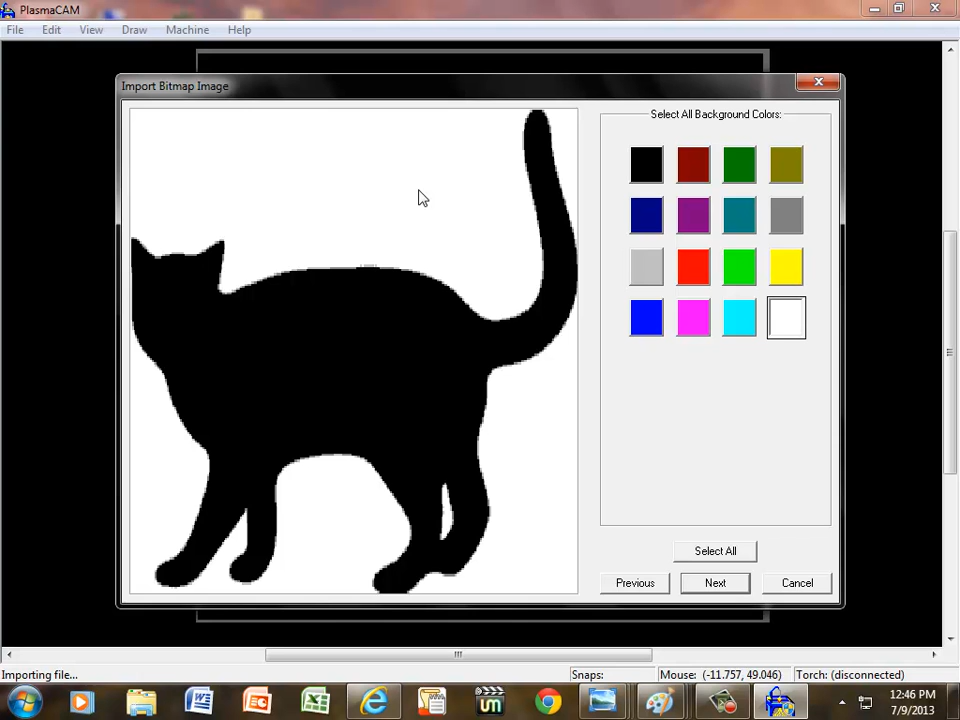 PlasmaCAM
File Edit View Draw Machine Help
Import Bitmap Image
Select All Background Colors:
Select All
Previous Next Cancel
Importing file... Snaps: Mouse: (-11.757, 49.046) Torch: (disconnected)
12:46 PM
7/9/2013